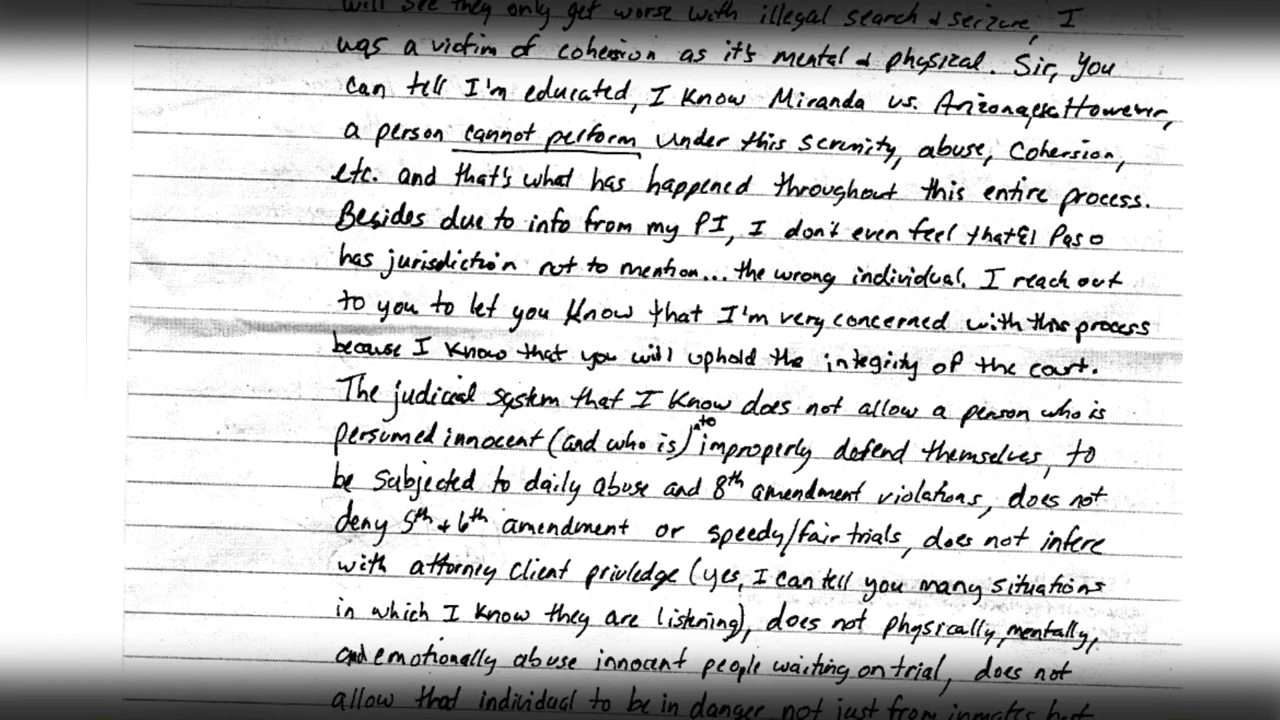 will see they only get worse with illegal search & seizure, I
was a victim of cohersion as it's mental & physical. Sir, you
can tell I'm educated, I know Miranda vs. Arizona However,
a person cannot perform under this scrunity, abuse, Cohersion,
etc. and that's what has happened throughout this entire process.
Besides due to info from my PI, I don't even feel that El Paso
has jurisdiction not to mention... the wrong individual. I reach out
to you to let you know that I'm very concerned with this process
because I know that you will uphold the integrity of the court.
The judicial system that I know does not allow a person who is
persumed innocent (and who is) to improperly defend themselves, to
be subjected to daily abuse and 8th amendment violations, does not
deny 5th & 6th amendment or speedy/fair trials, does not infere
with attorney client priviledge (yes, I can tell you many situations
in which I know they are listening), does not physically, mentally,
and emotionally abuse innocent people waiting on trial, does not
allow that individual to be in danger not just from inmates but